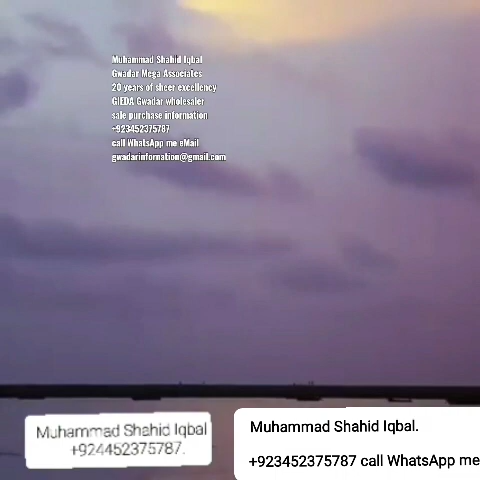 Muhammad Shahid Iqbal
Gwadar Mega Associates
20 years of sheer excellency
GIEDA Gwadar wholesaler
sale purchase information
+923452375787
call WhatsApp me eMail
gwadarinformation@gmail.com
Muhammad Shahid Iqbal
+924452375787.
Muhammad Shahid Iqbal.
+923452375787 call WhatsApp me